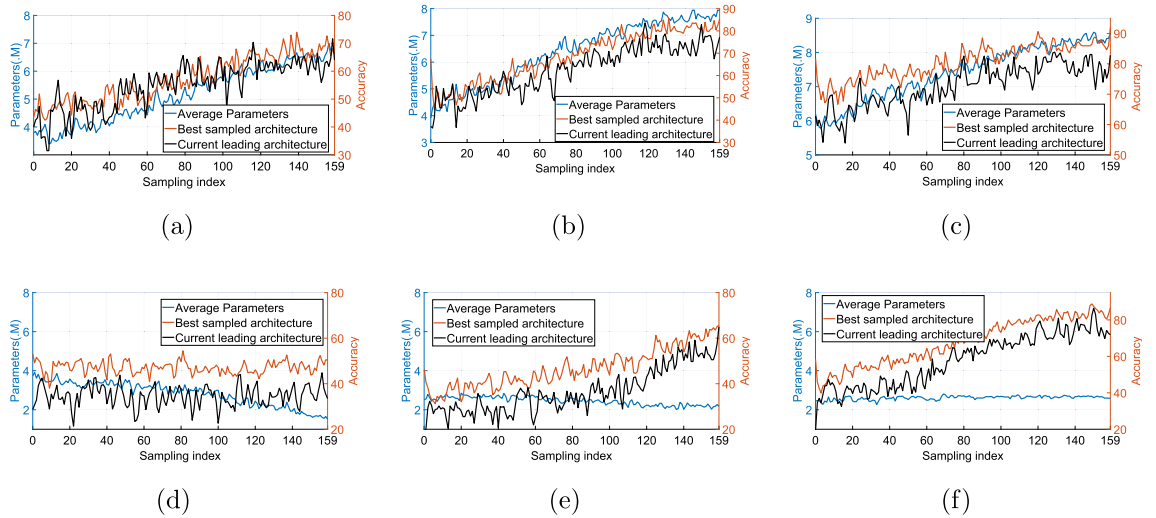 8
7
6
5
4
3
Parameters(.M)
80
70
60
50
40
30
Accuracy
Average Parameters
Best sampled architecture
Current leading architecture
0 20 40 60 80 100 120 140 159
Sampling index
(a)
8
7
6
5
4
3
Parameters(.M)
90
80
70
60
50
40
30
Accuracy
Average Parameters
Best sampled architecture
Current leading architecture
0 20 40 60 80 100 120 140 159
Sampling index
(b)
9
8
7
6
5
Parameters(.M)
90
80
70
60
50
Accuracy
Average Parameters
Best sampled architecture
Current leading architecture
0 20 40 60 80 100 120 140 159
Sampling index
(c)
8
6
4
2
Parameters(.M)
80
60
40
20
Accuracy
Average Parameters
Best sampled architecture
Current leading architecture
0 20 40 60 80 100 120 140 159
Sampling index
(d)
8
6
4
2
Parameters(.M)
80
60
40
20
Accuracy
Average Parameters
Best sampled architecture
Current leading architecture
0 20 40 60 80 100 120 140 159
Sampling index
(e)
8
6
4
2
Parameters(.M)
80
60
40
20
Accuracy
Average Parameters
Best sampled architecture
Current leading architecture
0 20 40 60 80 100 120 140 159
Sampling index
(f)